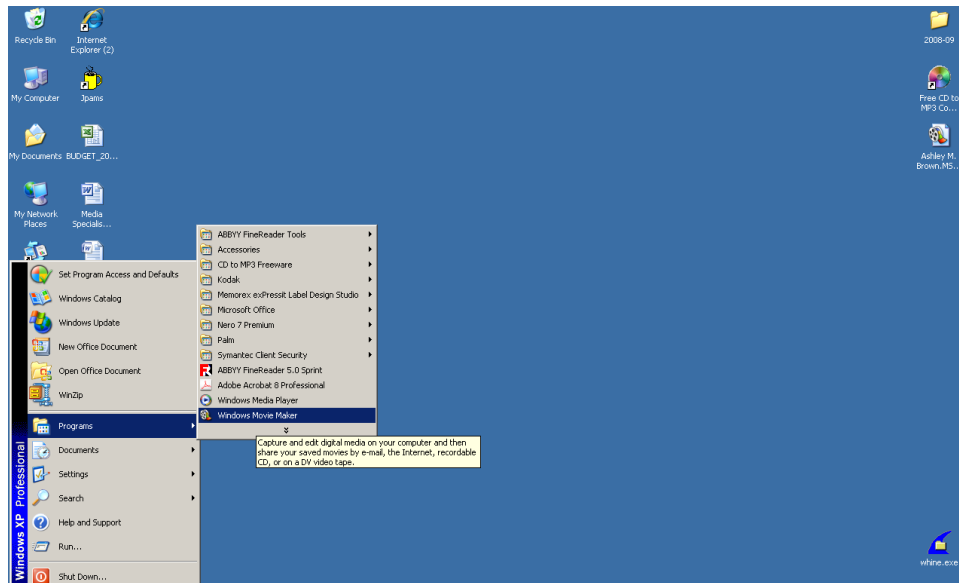 Recycle Bin
Internet
Explorer (2)
My Computer
Jpams
My Documents
BUDGET_20...
My Network
Places
Media
Specialis...
2008-09
Free CD to
MP3 Co...
Ashley M.
Brown.MS...
whine.exe
Set Program Access and Defaults
Windows Catalog
Windows Update
New Office Document
Open Office Document
WinZip
Programs
Documents
Settings
Search
Help and Support
Run...
Shut Down...
Windows XP Professional
ABBYY FineReader Tools
Accessories
CD to MP3 Freeware
Kodak
Memorex exPressit Label Design Studio
Microsoft Office
Nero 7 Premium
Palm
Symantec Client Security
ABBYY FineReader 5.0 Sprint
Adobe Acrobat 8 Professional
Windows Media Player
Windows Movie Maker
Capture and edit digital media on your computer and then
share your saved movies by e-mail, the Internet, recordable
CD, or on a DV video tape.